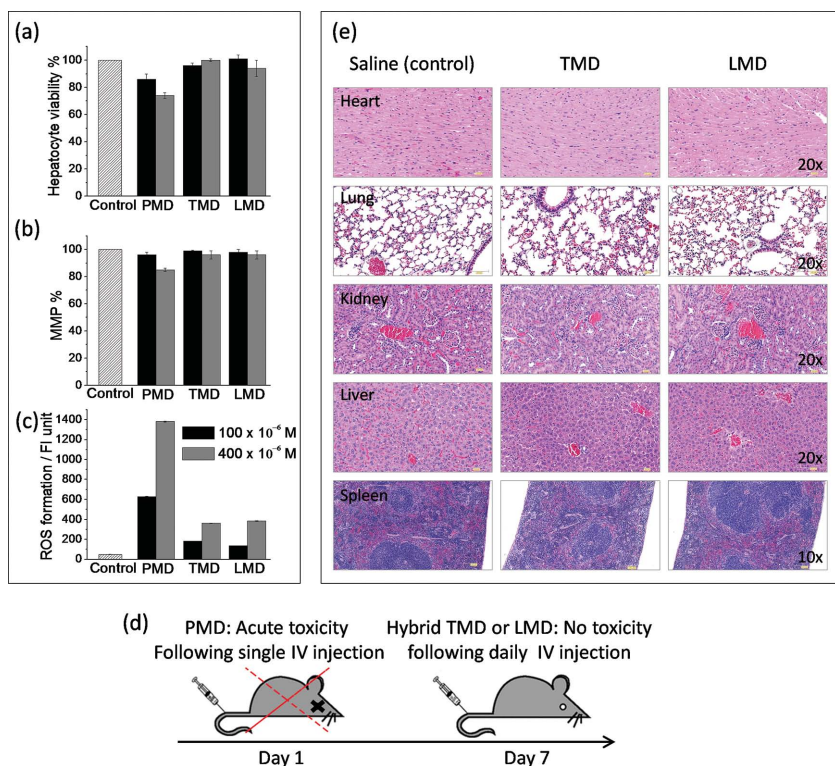 (a)
Hepatocyte viability %
100
80
60
40
20
0
Control PMD TMD LMD
(b)
MMP %
100
80
60
40
20
0
Control PMD TMD LMD
(c)
ROS formation / FI unit
1400
1200
1000
800
600
400
200
0
100 x 10⁻⁶ M
400 x 10⁻⁶ M
Control PMD TMD LMD
(e)
Saline (control) TMD LMD
Heart
20x
Lung
20x
Kidney
20x
Liver
20x
Spleen
10x
(d)
PMD: Acute toxicity
Following single IV injection
Hybrid TMD or LMD: No toxicity
following daily IV injection
Day 1 Day 7